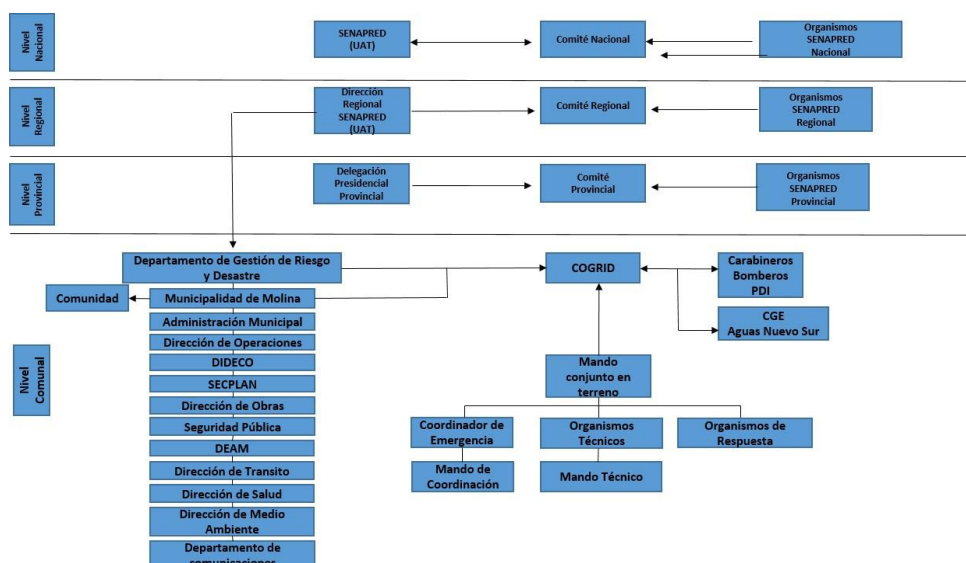 Nivel
Nacional
SENAPRED
(UAT)
Comité Nacional
Organismos
SENAPRED
Nacional
Nivel
Regional
Dirección
Regional
SENAPRED
(UAT)
Comité Regional
Organismos
SENAPRED
Regional
Nivel
Provincial
Delegación
Presidencial
Provincial
Comité
Provincial
Organismos
SENAPRED
Provincial
Nivel
Comunal
Departamento de Gestión de Riesgo
y Desastre
Comunidad
Municipalidad de Molina
Administración Municipal
Dirección de Operaciones
DIDECO
SECPLAN
Dirección de Obras
Seguridad Pública
DEAM
Dirección de Transito
Dirección de Salud
Dirección de Medio
Ambiente
Departamento de
comunicaciones
COGRID
Carabineros
Bomberos
PDI
CGE
Aguas Nuevo Sur
Mando
conjunto en
terreno
Coordinador de
Emergencia
Organismos
Técnicos
Organismos de
Respuesta
Mando de
Coordinación
Mando Técnico